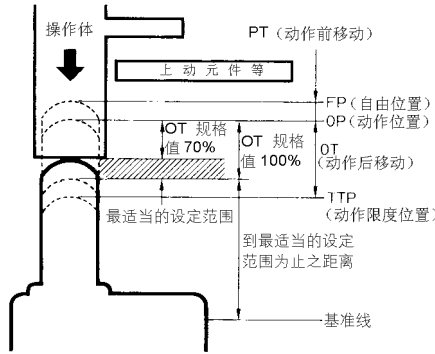 操作体
PT（动作前移动）
上动元件等
FP（自由位置）
OP（动作位置）
OT 规格
值 70%
OT 规格
值 100%
OT
（动作后移动）
TTP
（动作限度位置）
最适当的设定范围
到最适当的设定
范围为止之距离
基准线